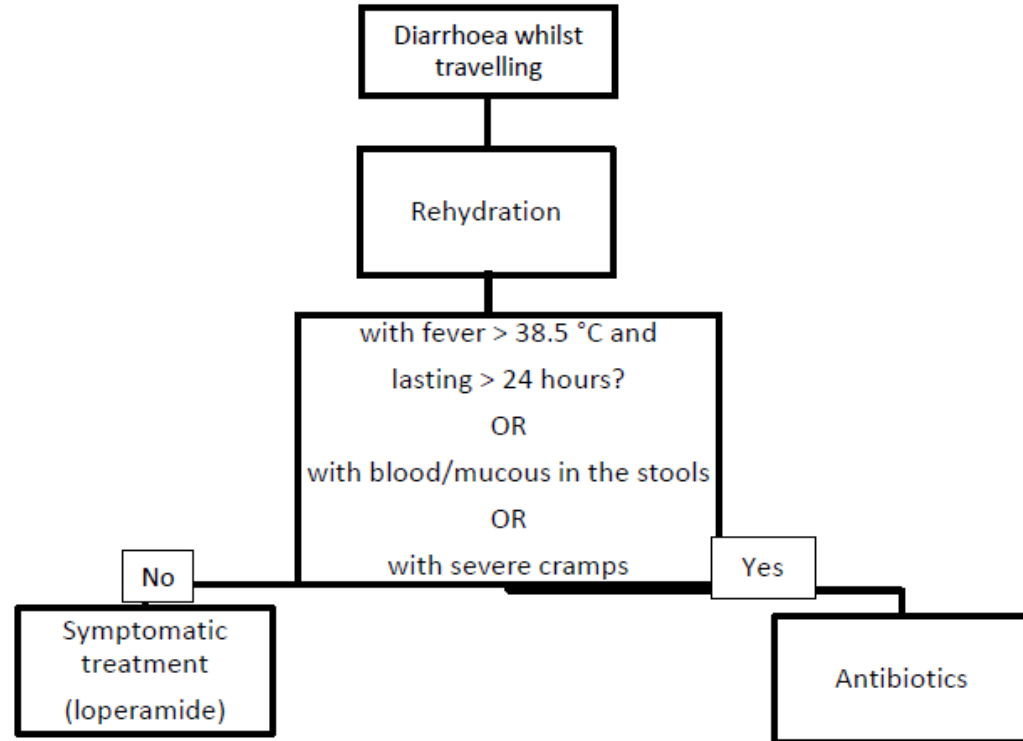 Diarrhoea whilst
travelling
Rehydration
with fever > 38.5 °C and
lasting > 24 hours?
OR
with blood/mucous in the stools
OR
with severe cramps
No
Yes
Symptomatic
treatment
(loperamide)
Antibiotics